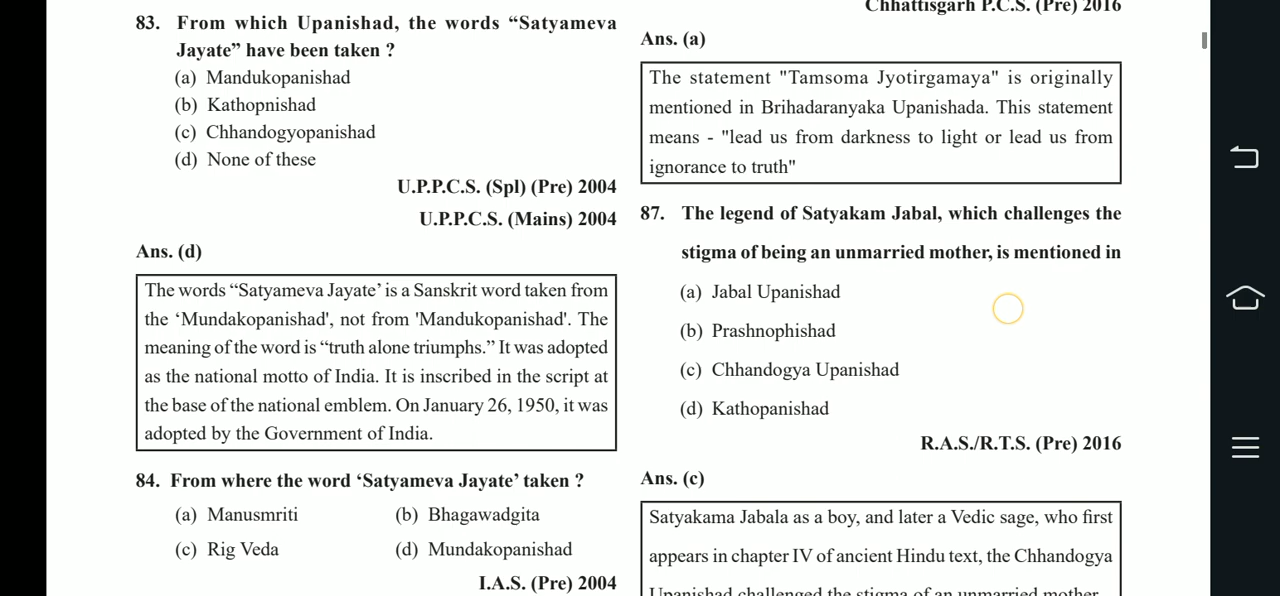 83. From which Upanishad, the words “Satyameva
Jayate” have been taken ?
(a) Mandukopanishad
(b) Kathopnishad
(c) Chhandogyopanishad
(d) None of these
U.P.P.C.S. (Spl) (Pre) 2004
U.P.P.C.S. (Mains) 2004
Ans. (d)
The words “Satyameva Jayate’ is a Sanskrit word taken from
the ‘Mundakopanishad', not from 'Mandukopanishad'. The
meaning of the word is “truth alone triumphs.” It was adopted
as the national motto of India. It is inscribed in the script at
the base of the national emblem. On January 26, 1950, it was
adopted by the Government of India.
84. From where the word ‘Satyameva Jayate’ taken ?
(a) Manusmriti (b) Bhagawadgita
(c) Rig Veda (d) Mundakopanishad
I.A.S. (Pre) 2004
Chhattisgarh P.C.S. (Pre) 2016
Ans. (a)
The statement "Tamsoma Jyotirgamaya" is originally
mentioned in Brihadaranyaka Upanishada. This statement
means - "lead us from darkness to light or lead us from
ignorance to truth"
87. The legend of Satyakam Jabal, which challenges the
stigma of being an unmarried mother, is mentioned in
(a) Jabal Upanishad
(b) Prashnophishad
(c) Chhandogya Upanishad
(d) Kathopanishad
R.A.S./R.T.S. (Pre) 2016
Ans. (c)
Satyakama Jabala as a boy, and later a Vedic sage, who first
appears in chapter IV of ancient Hindu text, the Chhandogya
Upanishad challenged the stigma of an unmarried mother